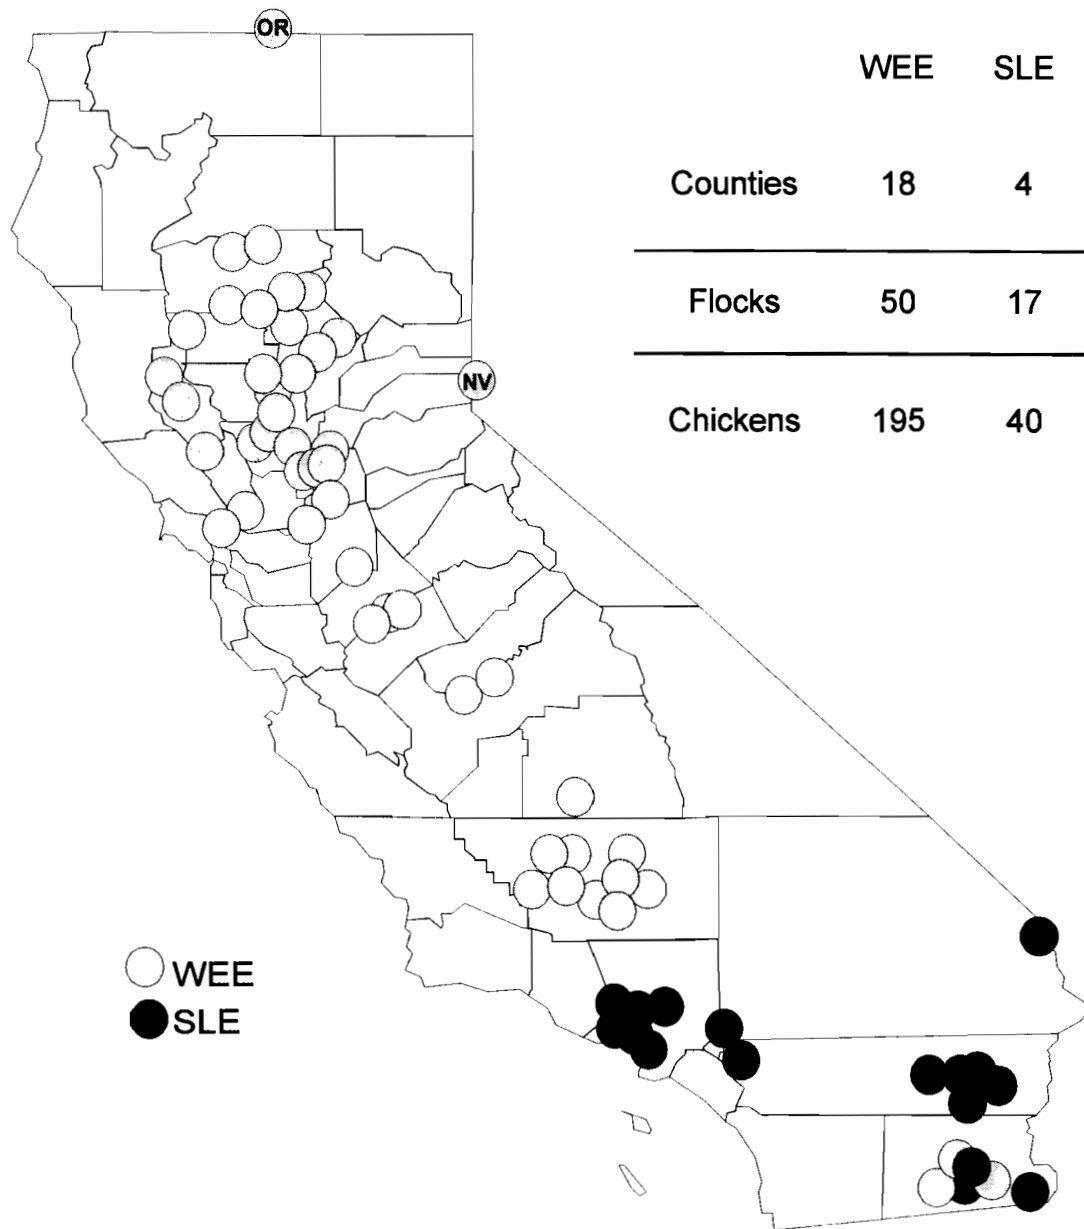 OR
WEE SLE
Counties 18 4
Flocks 50 17
NV
Chickens 195 40
WEE
SLE